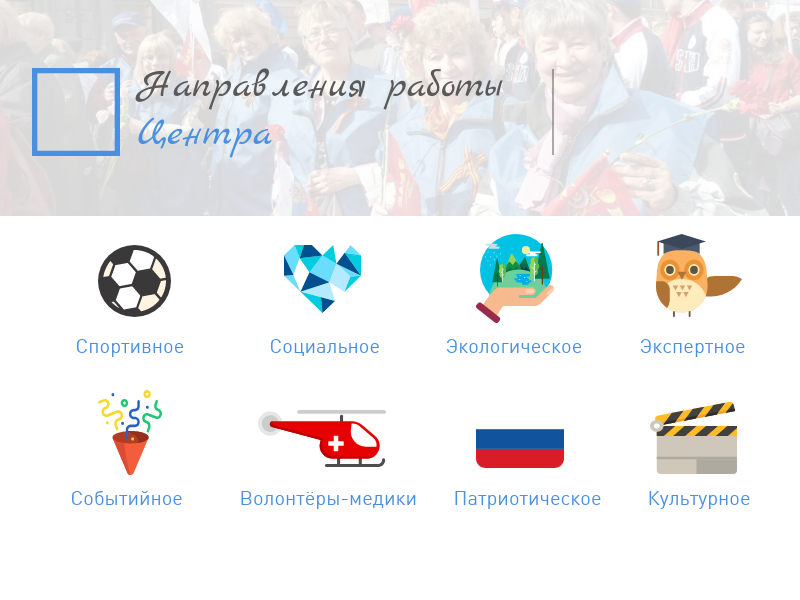 Направления работы
Центра
Спортивное
Социальное
Экологическое
Экспертное
Событийное
Волонтёры-медики
Патриотическое
Культурное